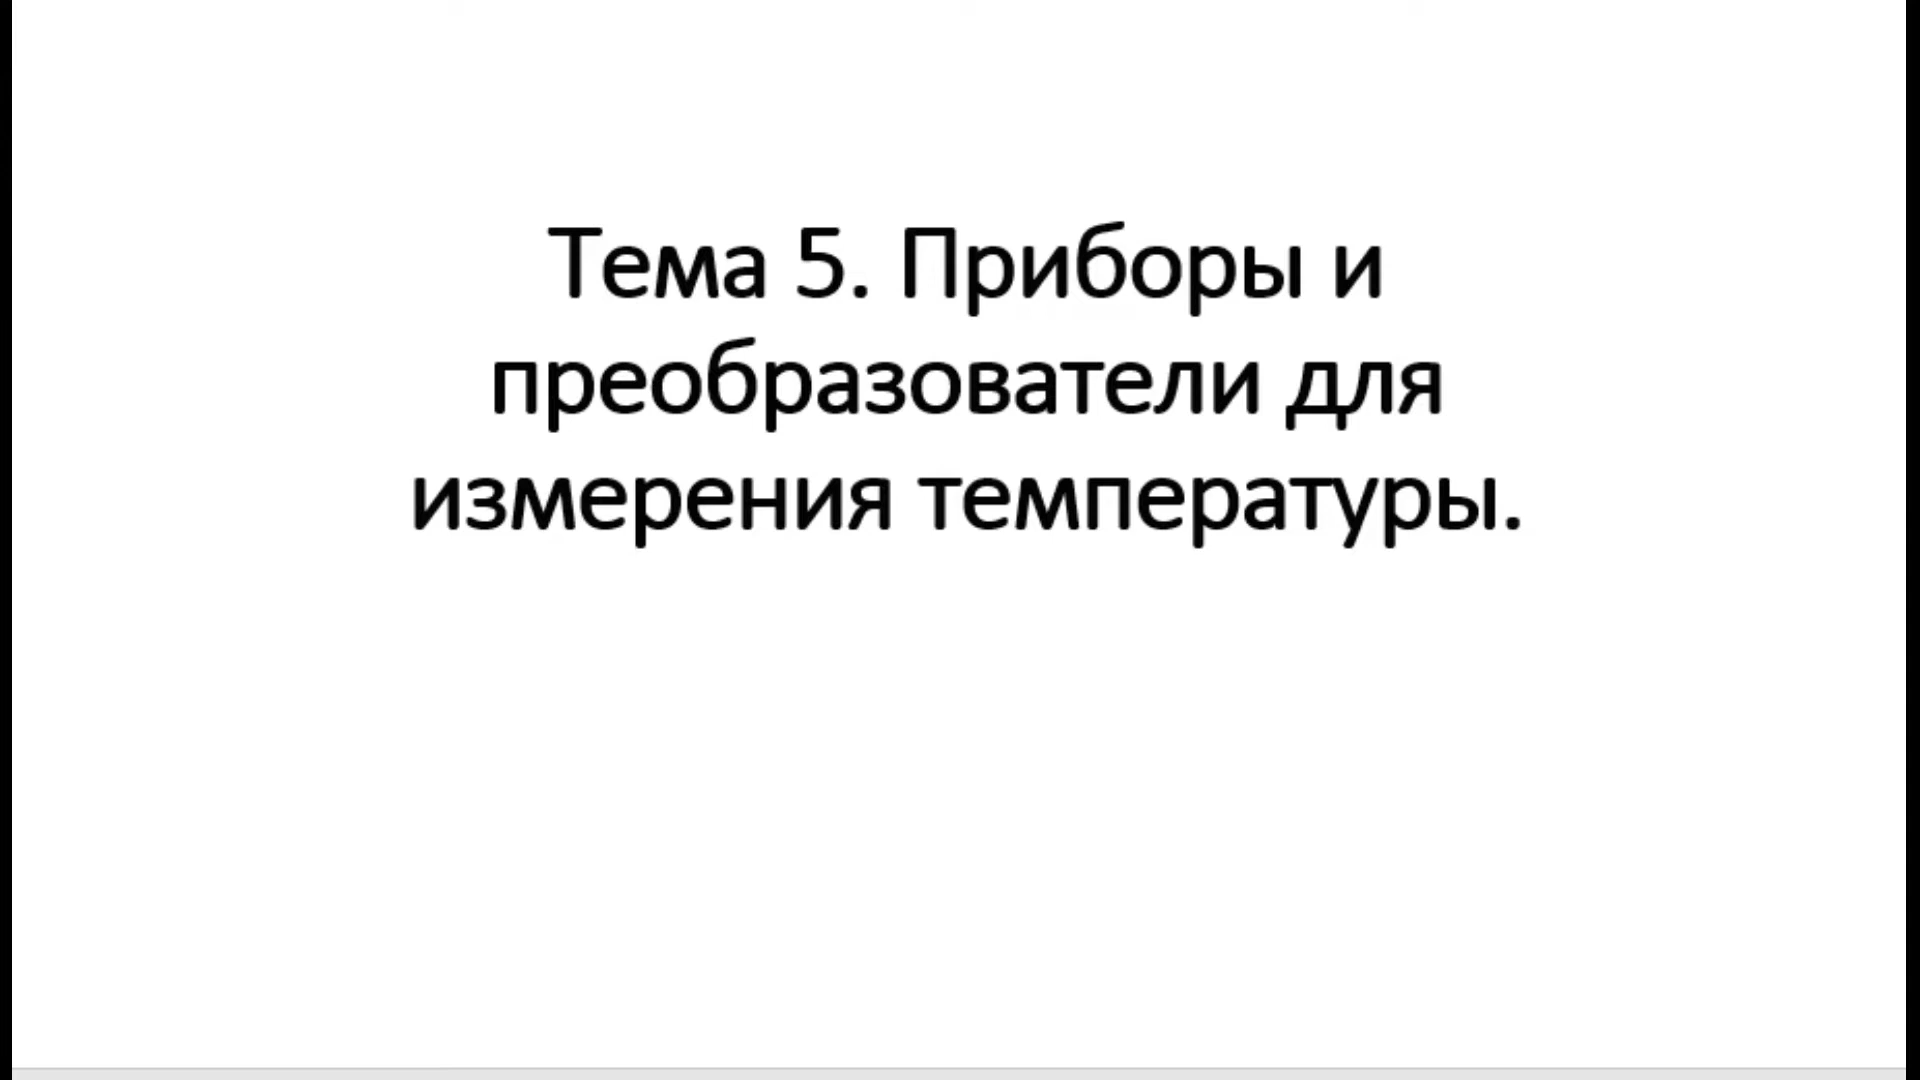 Тема 5. Приборы и
преобразователи для
измерения температуры.